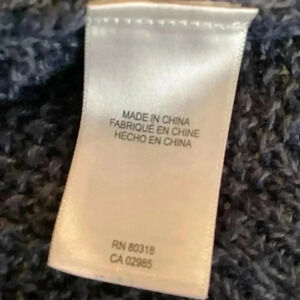 MADE IN CHINA
FABRIQUÉ EN CHINE
HECHO EN CHINA
RN 80318
CA 02985